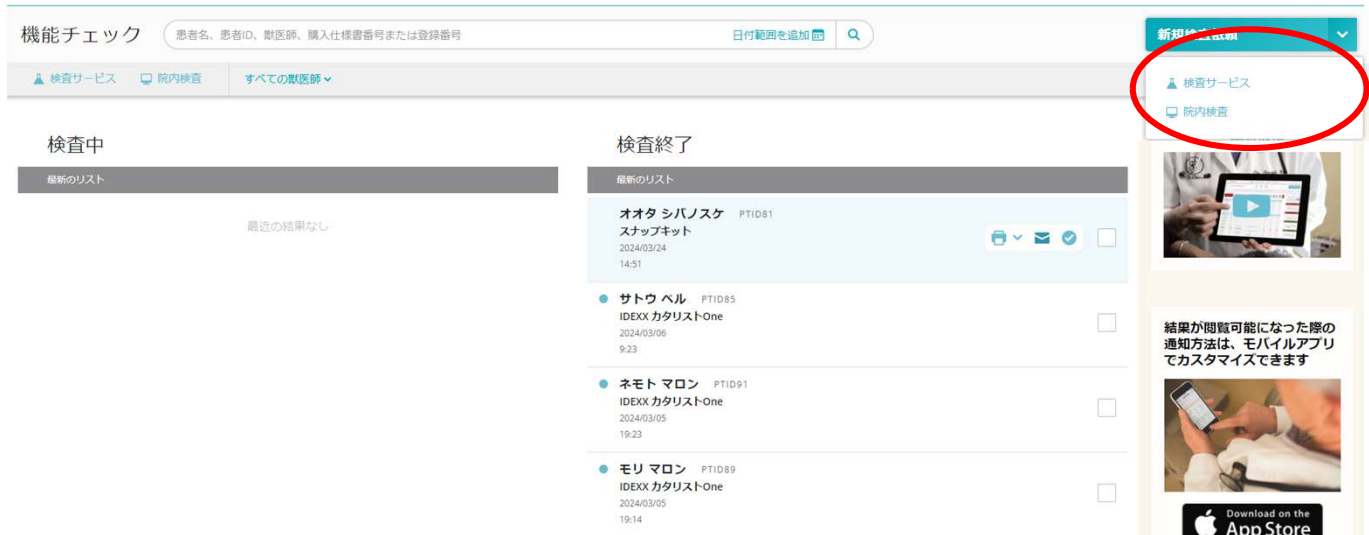 機能チェック
患者名、患者ID、獣医師、購入仕様書番号または登録番号
日付範囲を追加
新規検査依頼
検査サービス
院内検査
すべての獣医師
検査サービス
院内検査
検査中
最新のリスト
最近の結果なし
検査終了
最新のリスト
オオタ シバノスケ PTID81
スナップキット
2024/03/24
14:51
サトウ ベル PTID85
IDEXX カタリストOne
2024/03/06
9:23
ネモト マロン PTID91
IDEXX カタリストOne
2024/03/05
19:23
モリ マロン PTID89
IDEXX カタリストOne
2024/03/05
19:14
結果が閲覧可能になった際の
通知方法は、モバイルアプリ
でカスタマイズできます
Download on the
App Store